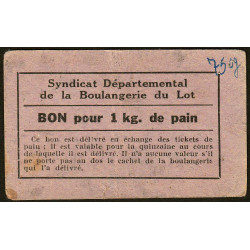 Syndicat Départemental
de la Boulangerie du Lot
BON pour 1 kg. de pain
Ce bon est délivré en échange des tickets de
pain ; il est valable pour la quinzaine au cours
de laquelle il est délivré. Il n'a aucune valeur s'il
ne porte pas au dos le cachet de la boulangerie
qui l'a délivré.